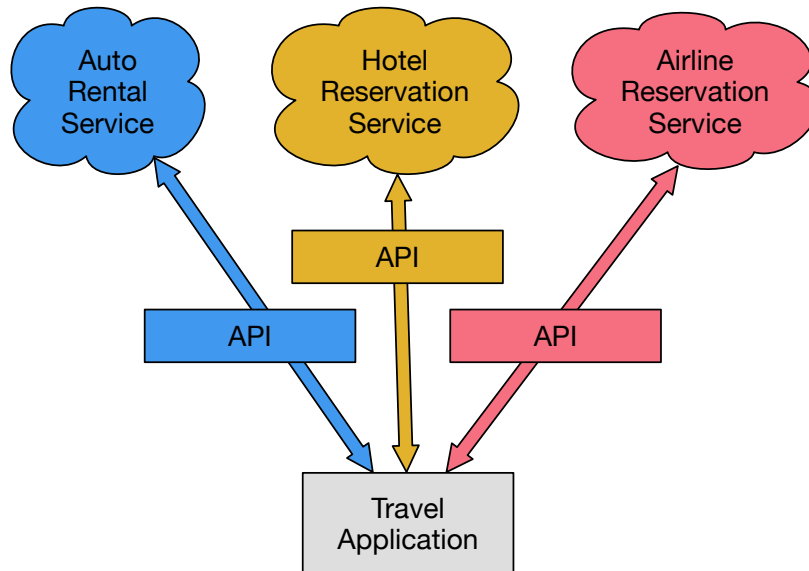 Auto
Rental
Service
Hotel
Reservation
Service
Airline
Reservation
Service
API
API
API
Travel
Application